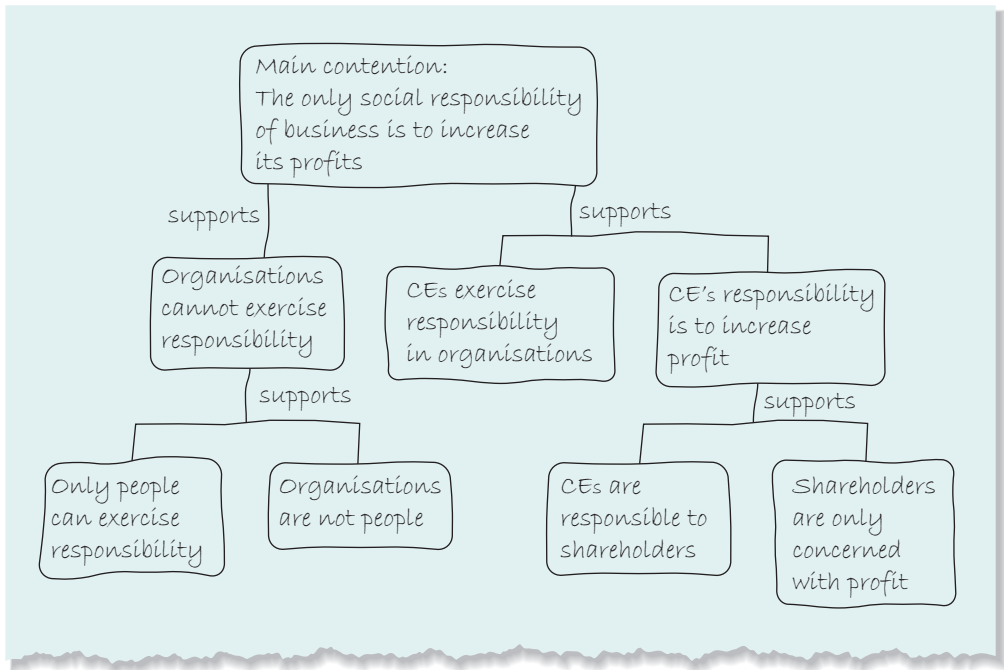 Main contention:
The only social responsibility
of business is to increase
its profits
supports
supports
Organisations
cannot exercise
responsibility
CEs exercise
responsibility
in organisations
CE's responsibility
is to increase
profit
supports
supports
Only people
can exercise
responsibility
Organisations
are not people
CEs are
responsible to
shareholders
Shareholders
are only
concerned
with profit